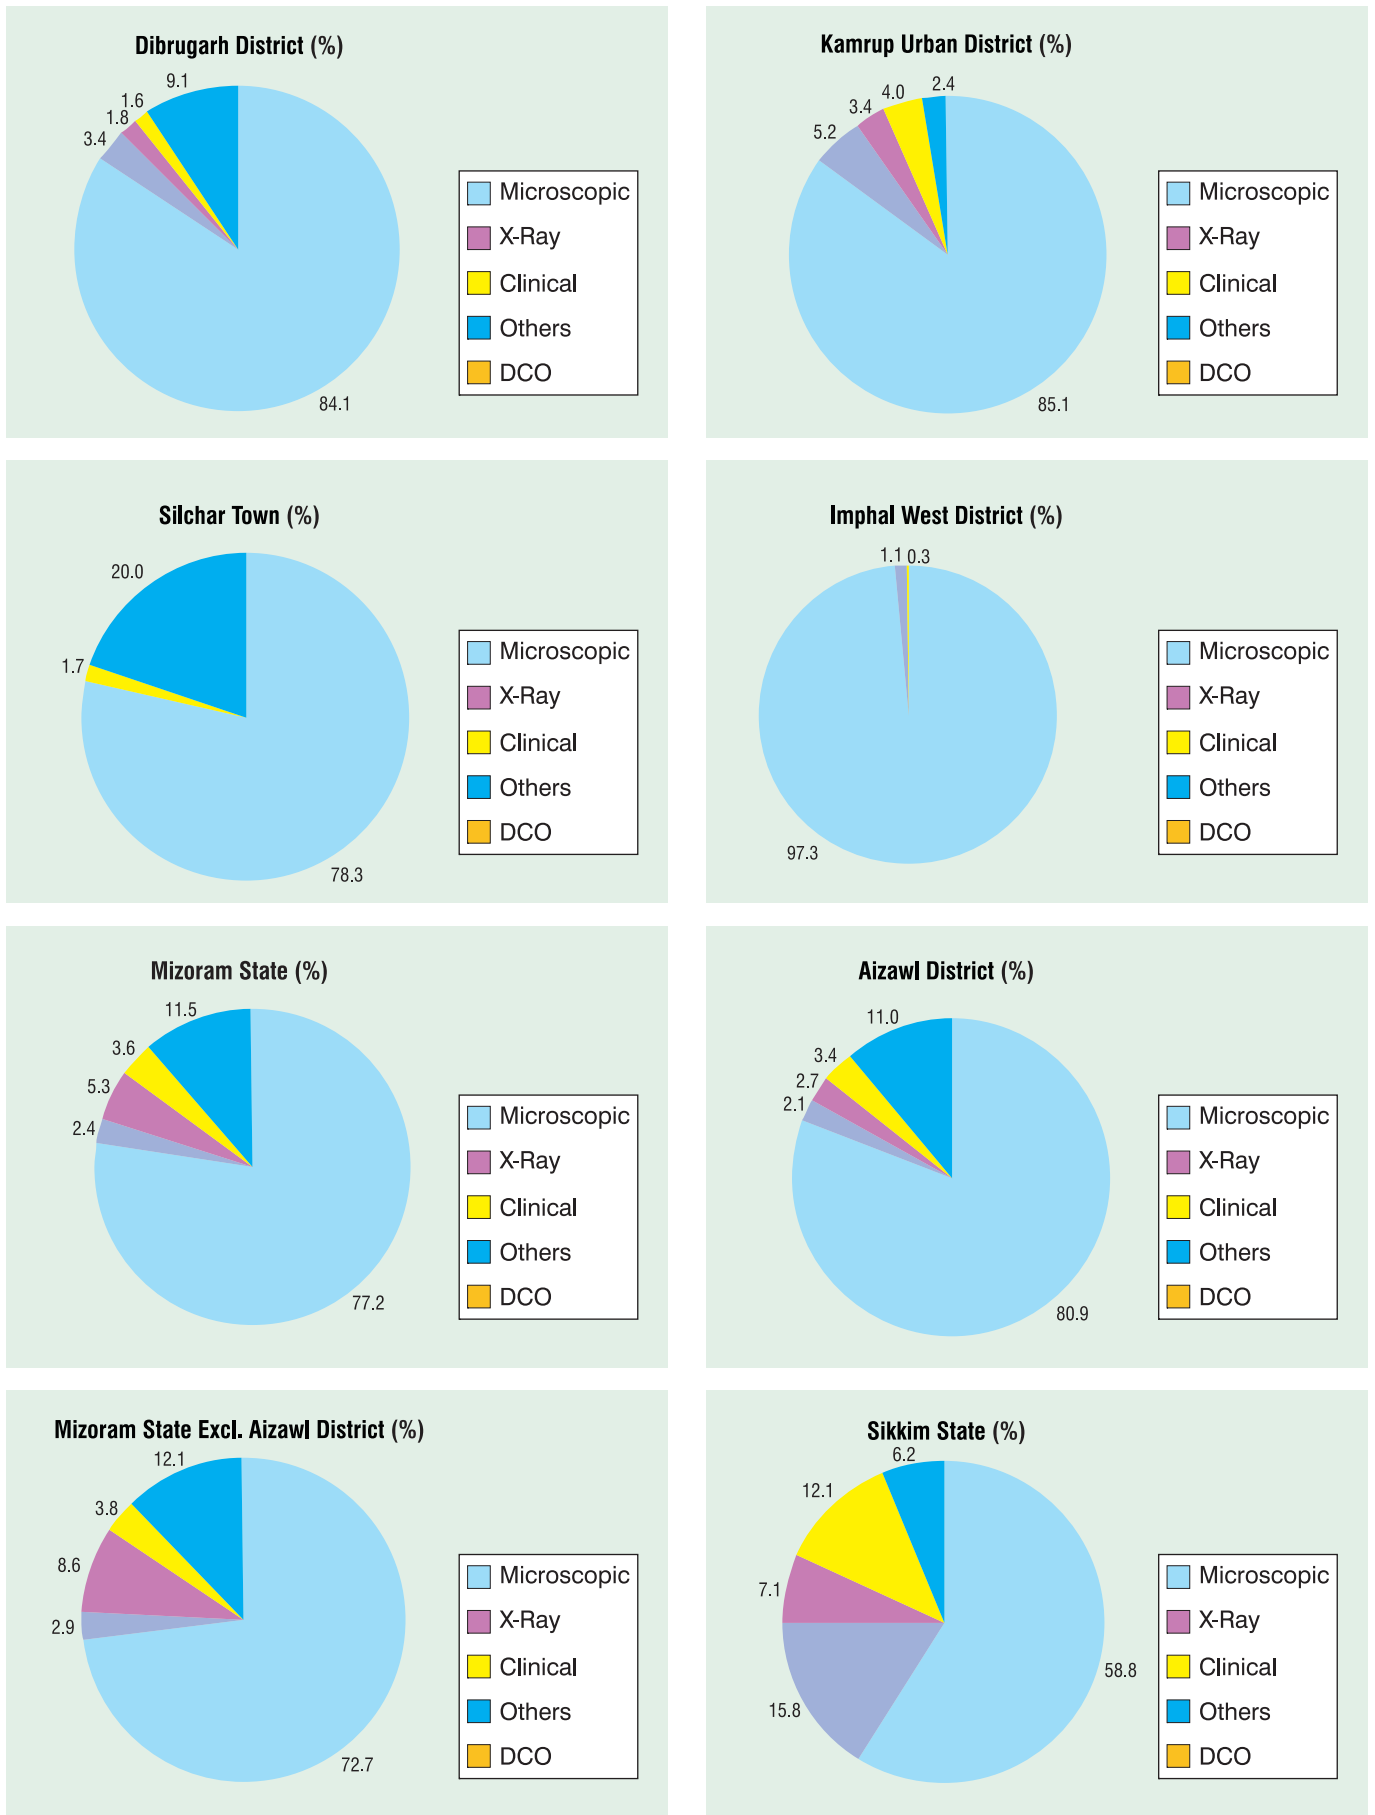 Dibrugarh District (%)
9.1
1.6
1.8
3.4
84.1
Microscopic
X-Ray
Clinical
Others
DCO
Kamrup Urban District (%)
2.4
4.0
3.4
5.2
85.1
Microscopic
X-Ray
Clinical
Others
DCO
Silchar Town (%)
20.0
1.7
78.3
Microscopic
X-Ray
Clinical
Others
DCO
Imphal West District (%)
1.1 0.3
97.3
Microscopic
X-Ray
Clinical
Others
DCO
Mizoram State (%)
11.5
3.6
5.3
2.4
77.2
Microscopic
X-Ray
Clinical
Others
DCO
Aizawl District (%)
11.0
3.4
2.7
2.1
80.9
Microscopic
X-Ray
Clinical
Others
DCO
Mizoram State Excl. Aizawl District (%)
12.1
3.8
8.6
2.9
72.7
Microscopic
X-Ray
Clinical
Others
DCO
Sikkim State (%)
6.2
12.1
7.1
15.8
58.8
Microscopic
X-Ray
Clinical
Others
DCO